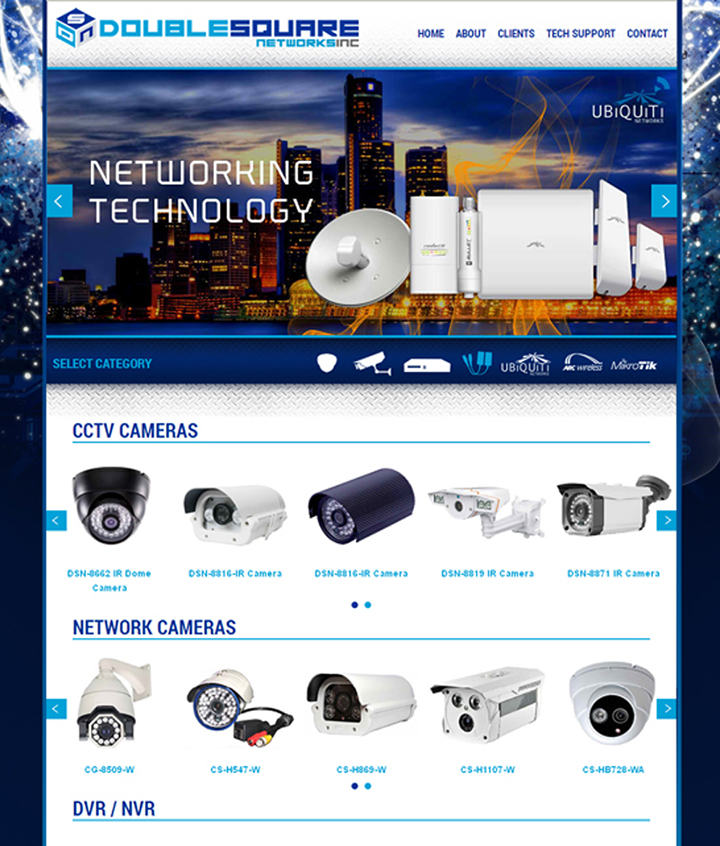 DOUBLESQUARE
NETWORKSINC
HOME ABOUT CLIENTS TECH SUPPORT CONTACT
UBiQUiTi
NETWORKS
NETWORKING
TECHNOLOGY
BULLET
SELECT CATEGORY
UBiQUiTi
NETWORKS
ARC wireless
MikroTik
CCTV CAMERAS
DSN-8662 IR Dome
Camera
DSN-8816-IR Camera
DSN-8816-IR Camera
DSN-8819 IR Camera
DSN-8871 IR Camera
NETWORK CAMERAS
CG-8509-W
CS-H547-W
CS-H869-W
CS-H1107-W
CS-HB728-WA
DVR / NVR